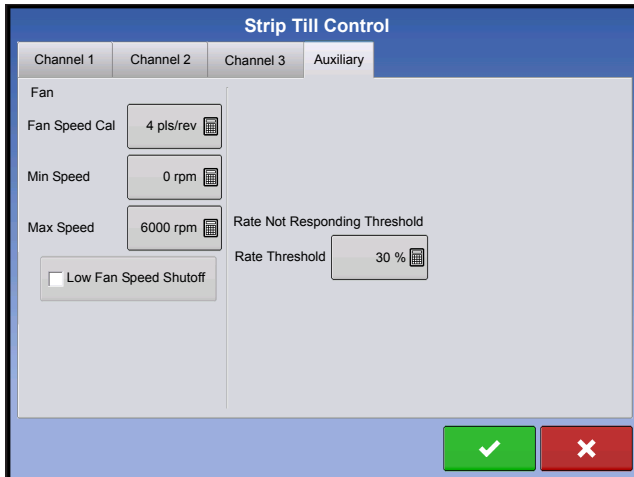 Strip Till Control
Channel 1
Channel 2
Channel 3
Auxiliary
Fan
Fan Speed Cal
4 pls/rev
Min Speed
0 rpm
Max Speed
6000 rpm
Low Fan Speed Shutoff
Rate Not Responding Threshold
Rate Threshold
30 %